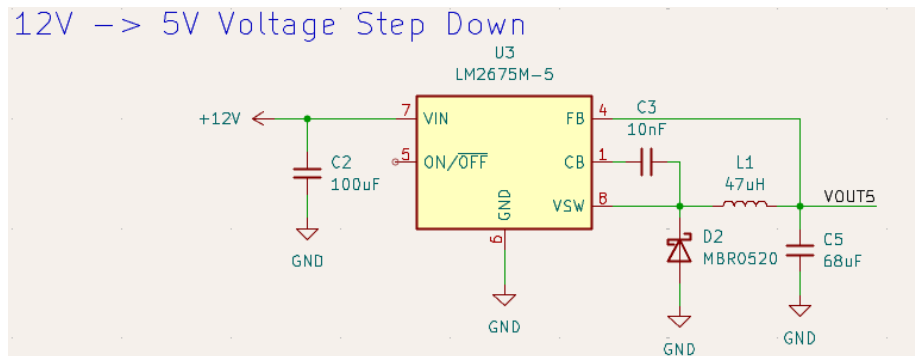 12V -> 5V Voltage Step Down
U3
LM2675M-5
+12V
7
VIN
FB
4
C3
10nF
5
ON/OFF
CB
1
C2
100uF
L1
47uH
GND
VSW
8
VOUT5
6
D2
MBR0520
C5
68uF
GND
GND
GND
GND